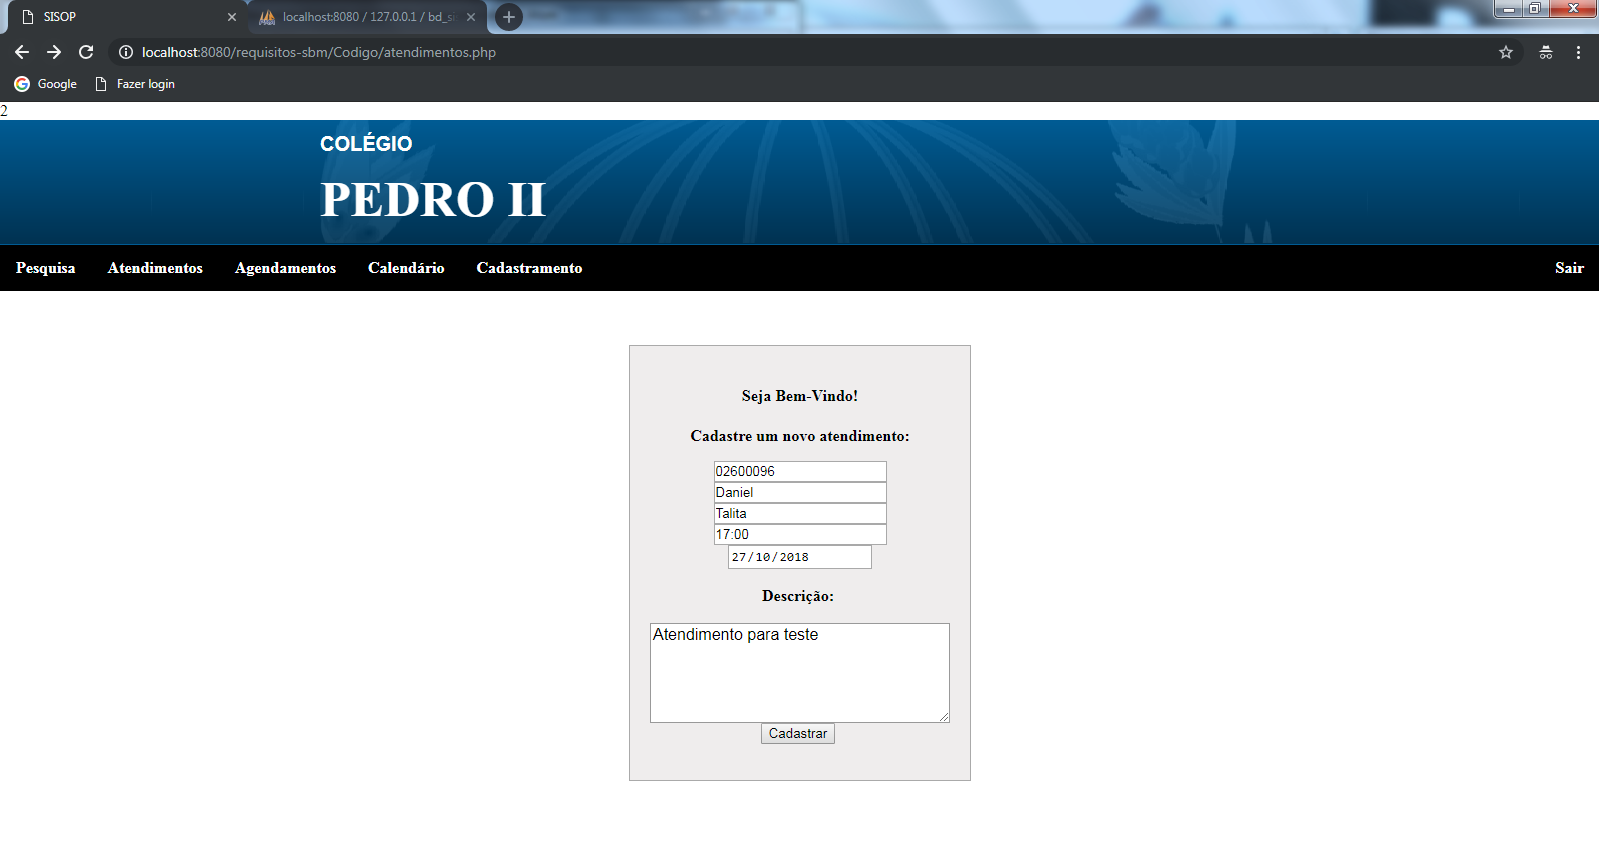 SISOP
localhost:8080 / 127.0.0.1 / bd_s
localhost:8080/requisitos-sbm/Codigo/atendimentos.php
Google
Fazer login
2
COLÉGIO
PEDRO II
Pesquisa
Atendimentos
Agendamentos
Calendário
Cadastramento
Sair
Seja Bem-Vindo!
Cadastre um novo atendimento:
02600096
Daniel
Talita
17:00
27/10/2018
Descrição:
Atendimento para teste
Cadastrar